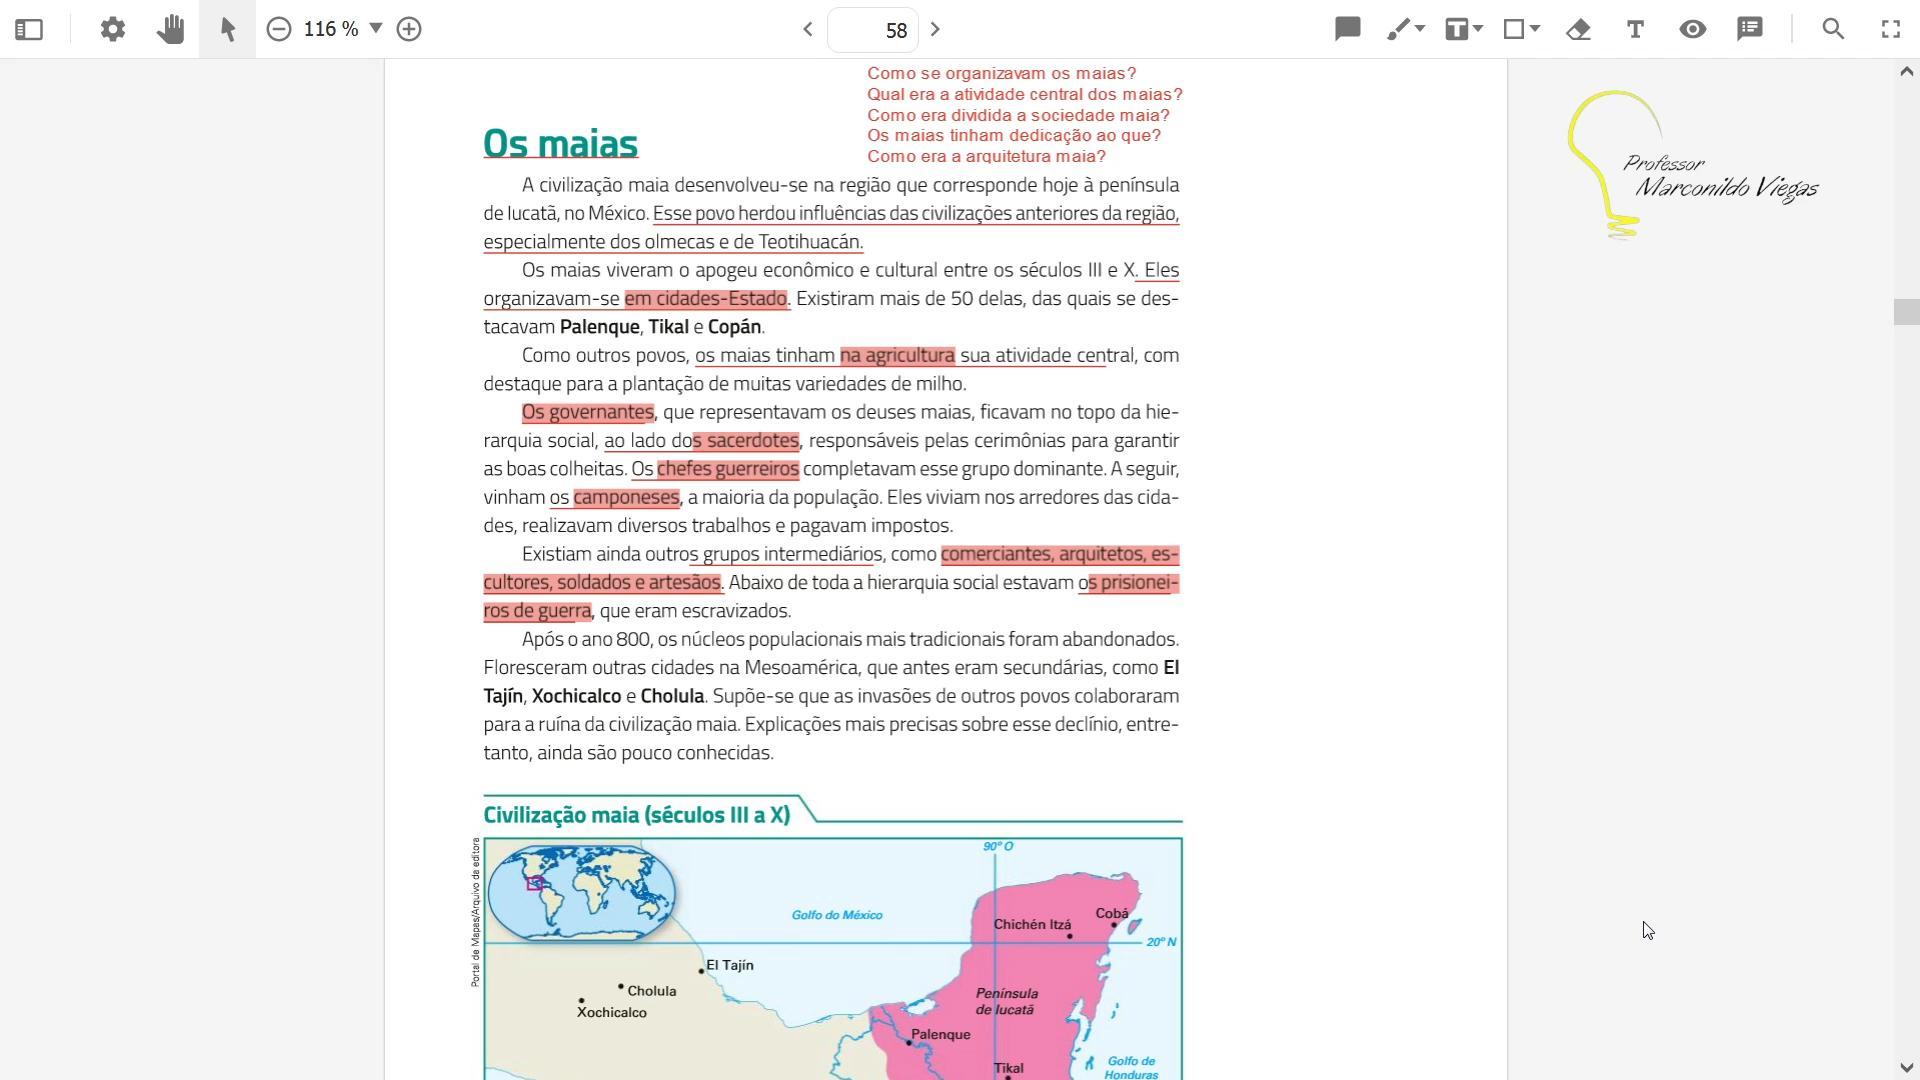 116 %
58
Como se organizavam os maias?
Qual era a atividade central dos maias?
Como era dividida a sociedade maia?
Os maias tinham dedicação ao que?
Como era a arquitetura maia?
Professor
Marconildo Viegas
Os maias
A civilização maia desenvolveu-se na região que corresponde hoje à península
de Iucatã, no México. Esse povo herdou influências das civilizações anteriores da região,
especialmente dos olmecas e de Teotihuacán.
Os maias viveram o apogeu econômico e cultural entre os séculos III e X. Eles
organizavam-se em cidades-Estado. Existiram mais de 50 delas, das quais se des-
tacavam Palenque, Tikal e Copán.
Como outros povos, os maias tinham na agricultura sua atividade central, com
destaque para a plantação de muitas variedades de milho.
Os governantes, que representavam os deuses maias, ficavam no topo da hie-
rarquia social, ao lado dos sacerdotes, responsáveis pelas cerimônias para garantir
as boas colheitas. Os chefes guerreiros completavam esse grupo dominante. A seguir,
vinham os camponeses, a maioria da população. Eles viviam nos arredores das cida-
des, realizavam diversos trabalhos e pagavam impostos.
Existiam ainda outros grupos intermediários, como comerciantes, arquitetos, es-
cultores, soldados e artesãos. Abaixo de toda a hierarquia social estavam os prisionei-
ros de guerra, que eram escravizados.
Após o ano 800, os núcleos populacionais mais tradicionais foram abandonados.
Floresceram outras cidades na Mesoamérica, que antes eram secundárias, como El
Tajín, Xochicalco e Cholula. Supõe-se que as invasões de outros povos colaboraram
para a ruína da civilização maia. Explicações mais precisas sobre esse declínio, entre-
tanto, ainda são pouco conhecidas.
Civilização maia (séculos III a X)
Portal de Mapas/Arquivo da editora
90º O
Golfo do México
Chichén Itzá
Cobá
20º N
El Tajín
Cholula
Xochicalco
Península
de Iucatã
Palenque
Tikal
Golfo de
Honduras